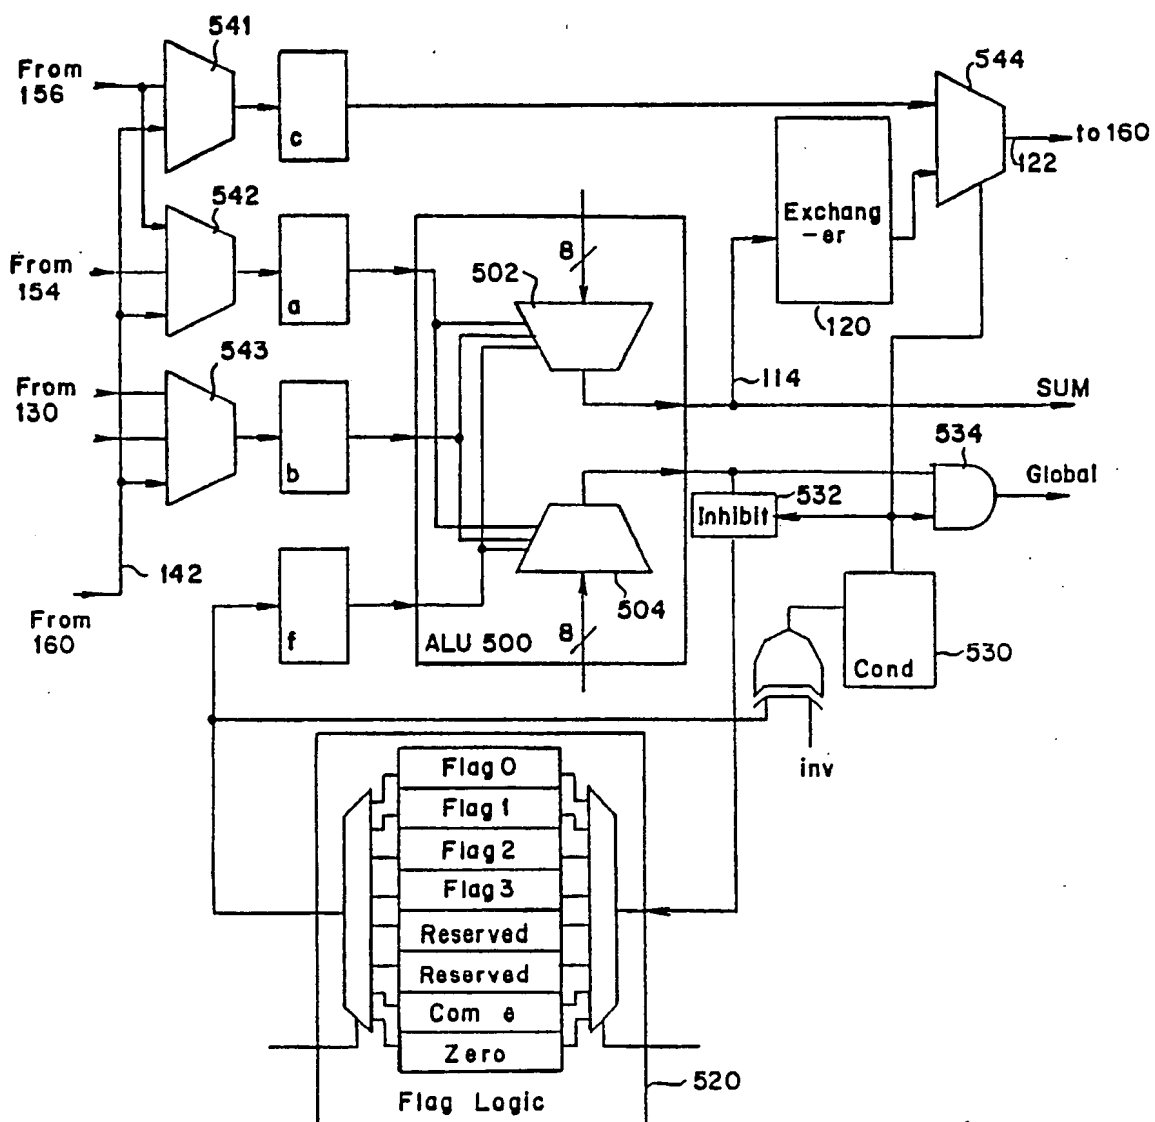 541
From
156
c
544
to 160
122
542
From
154
a
8
502
Exchang
-er
120
543
From
130
b
114
SUM
534
Global
532
Inhibit
142
From
160
f
ALU 500
8
504
Cond
530
inv
Flag 0
Flag 1
Flag 2
Flag 3
Reserved
Reserved
Com e
Zero
520
Flag Logic